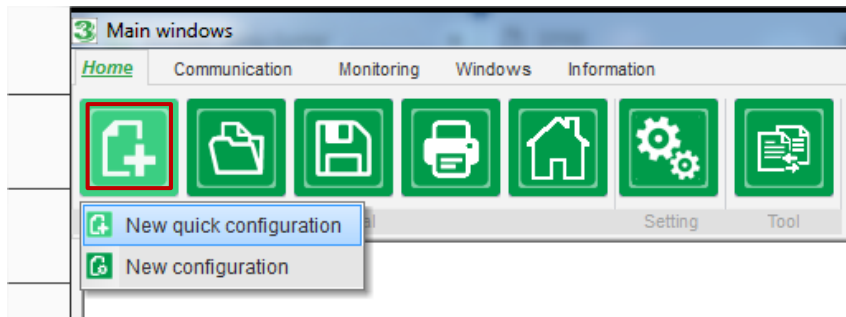 Main windows
Home Communication Monitoring Windows Information
Setting Tool
New quick configuration
New configuration